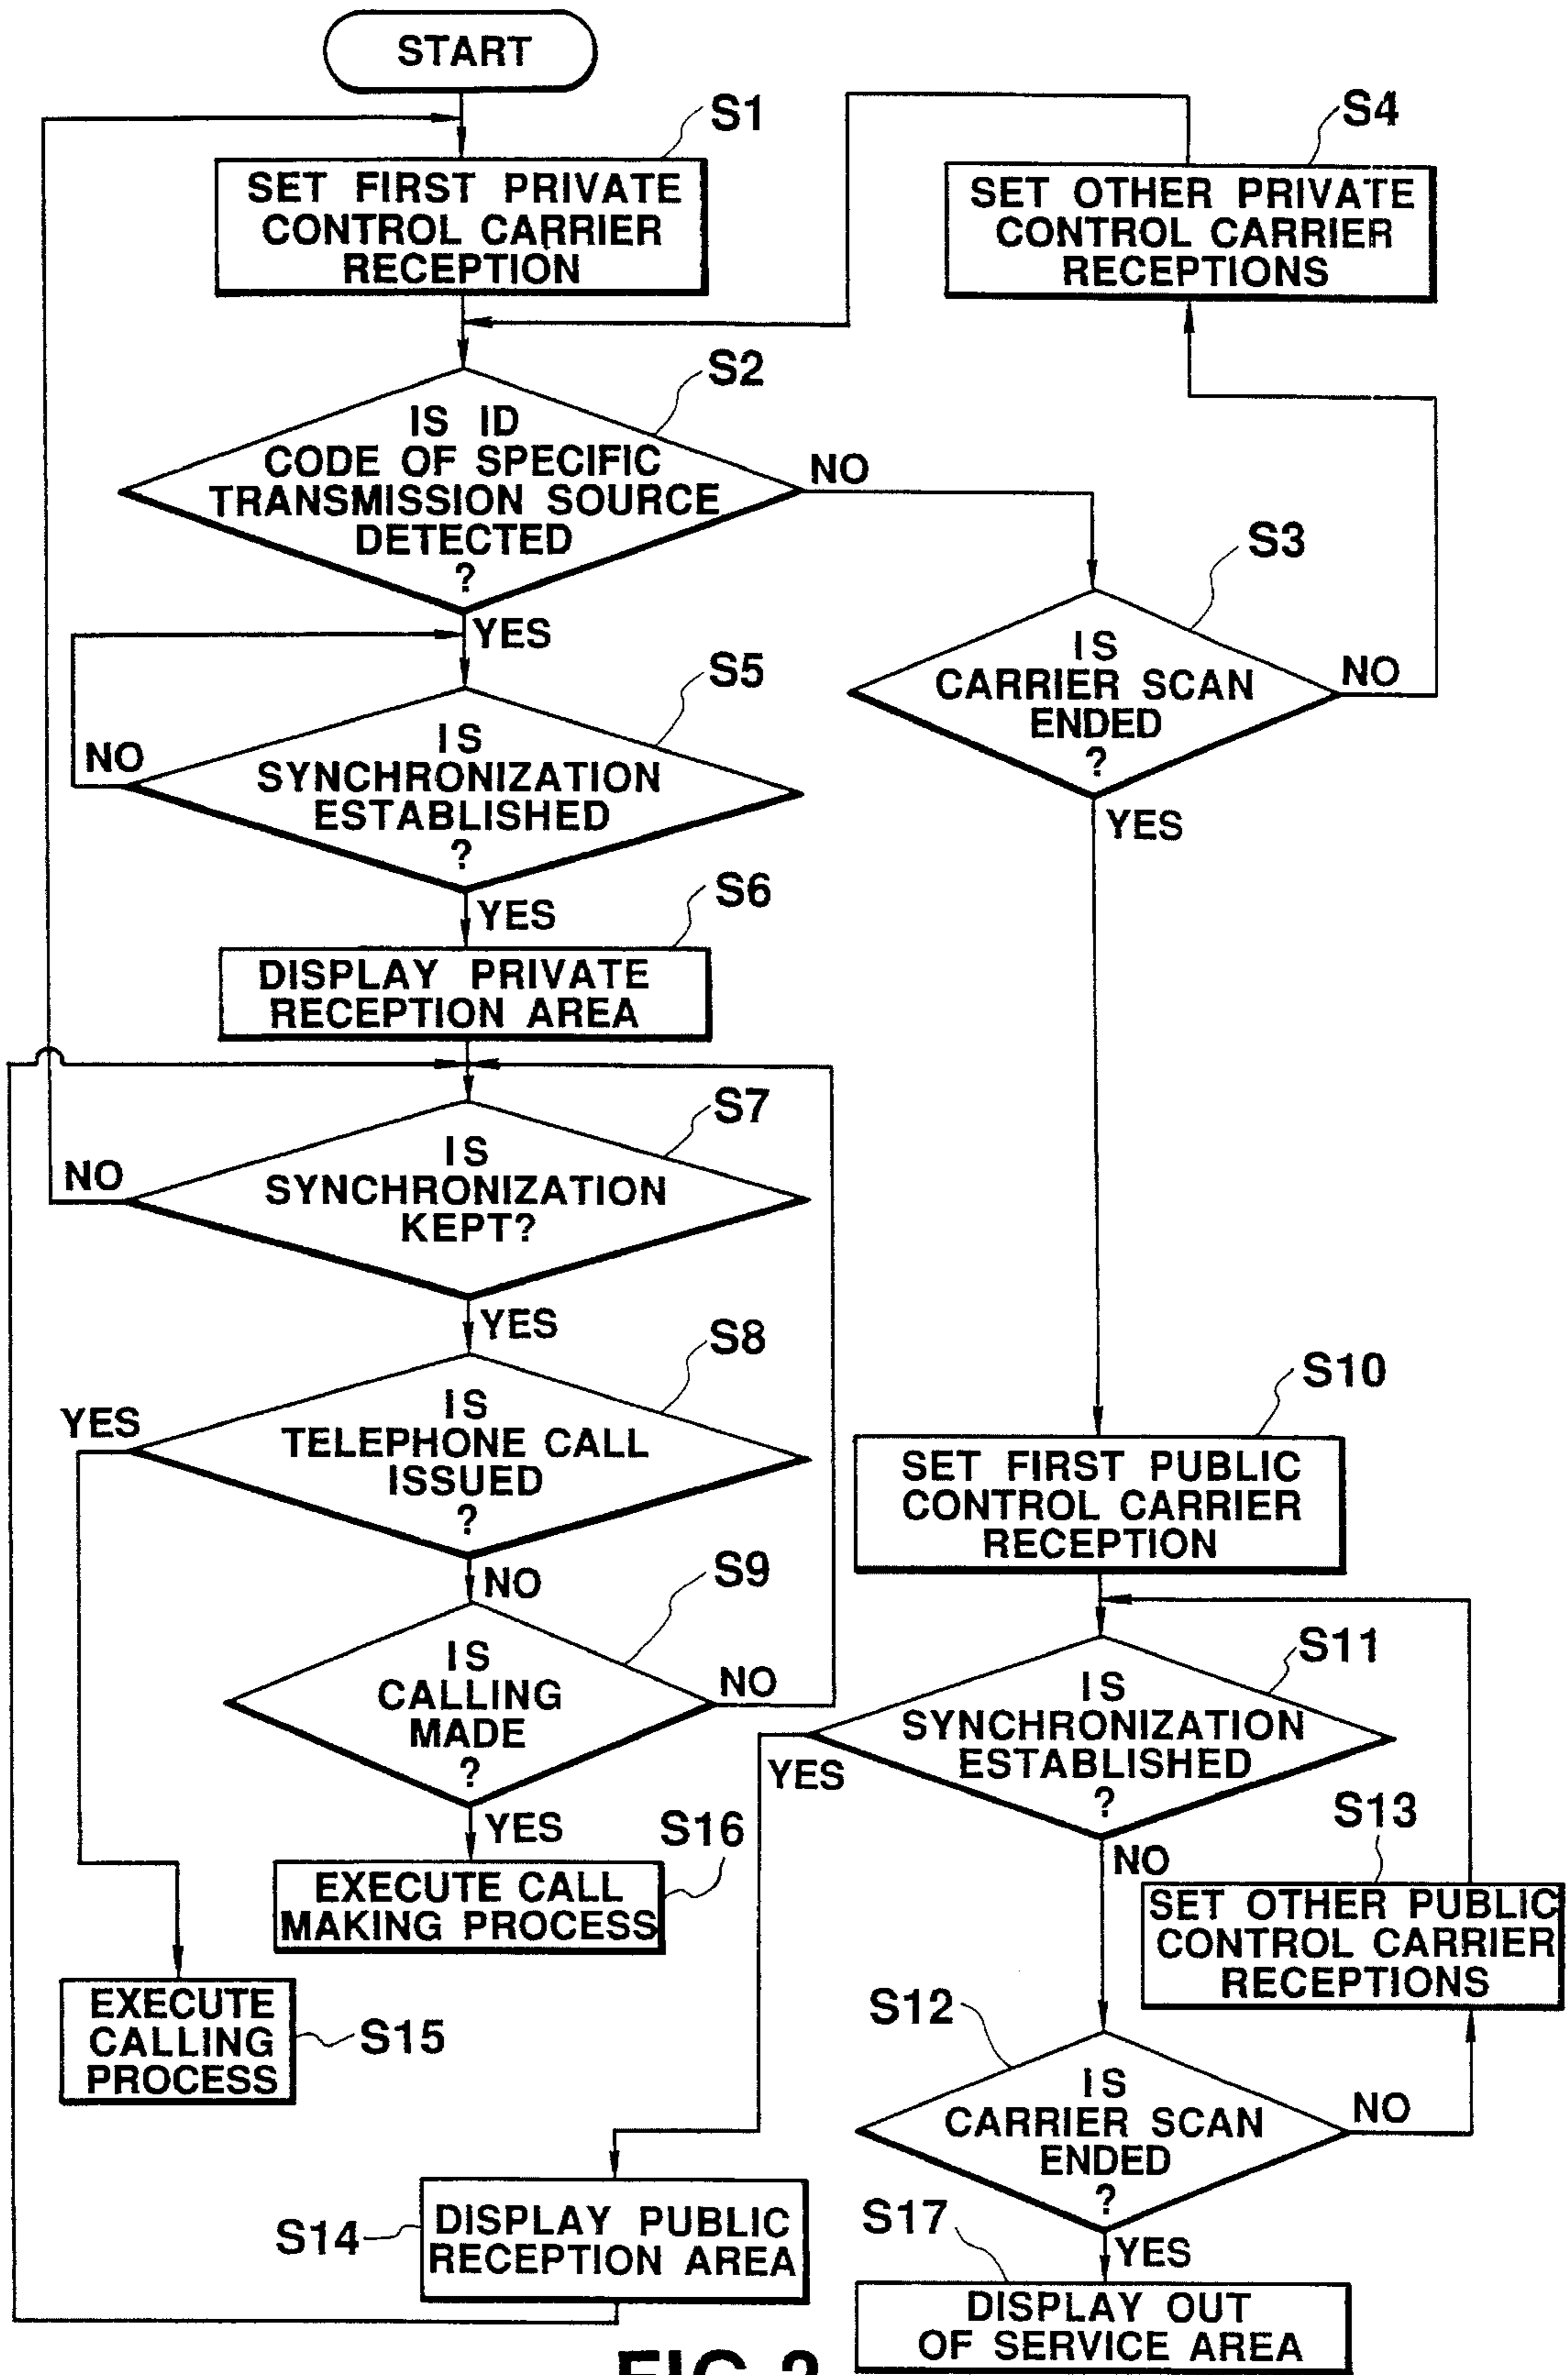 START
S1
SET FIRST PRIVATE
CONTROL CARRIER
RECEPTION
S4
SET OTHER PRIVATE
CONTROL CARRIER
RECEPTIONS
S2
IS ID
CODE OF SPECIFIC
TRANSMISSION SOURCE
DETECTED
?
NO
YES
S3
IS
CARRIER SCAN
ENDED
?
NO
YES
S5
IS
SYNCHRONIZATION
ESTABLISHED
?
NO
YES
S6
DISPLAY PRIVATE
RECEPTION AREA
S7
IS
SYNCHRONIZATION
KEPT?
NO
YES
S8
IS
TELEPHONE CALL
ISSUED
?
YES
NO
S9
IS
CALLING
MADE
?
NO
YES
S16
EXECUTE CALL
MAKING PROCESS
EXECUTE
CALLING
PROCESS
S15
S10
SET FIRST PUBLIC
CONTROL CARRIER
RECEPTION
S11
IS
SYNCHRONIZATION
ESTABLISHED
?
YES
NO
S13
SET OTHER PUBLIC
CONTROL CARRIER
RECEPTIONS
S12
IS
CARRIER SCAN
ENDED
?
NO
YES
S14
DISPLAY PUBLIC
RECEPTION AREA
S17
DISPLAY OUT
OF SERVICE AREA